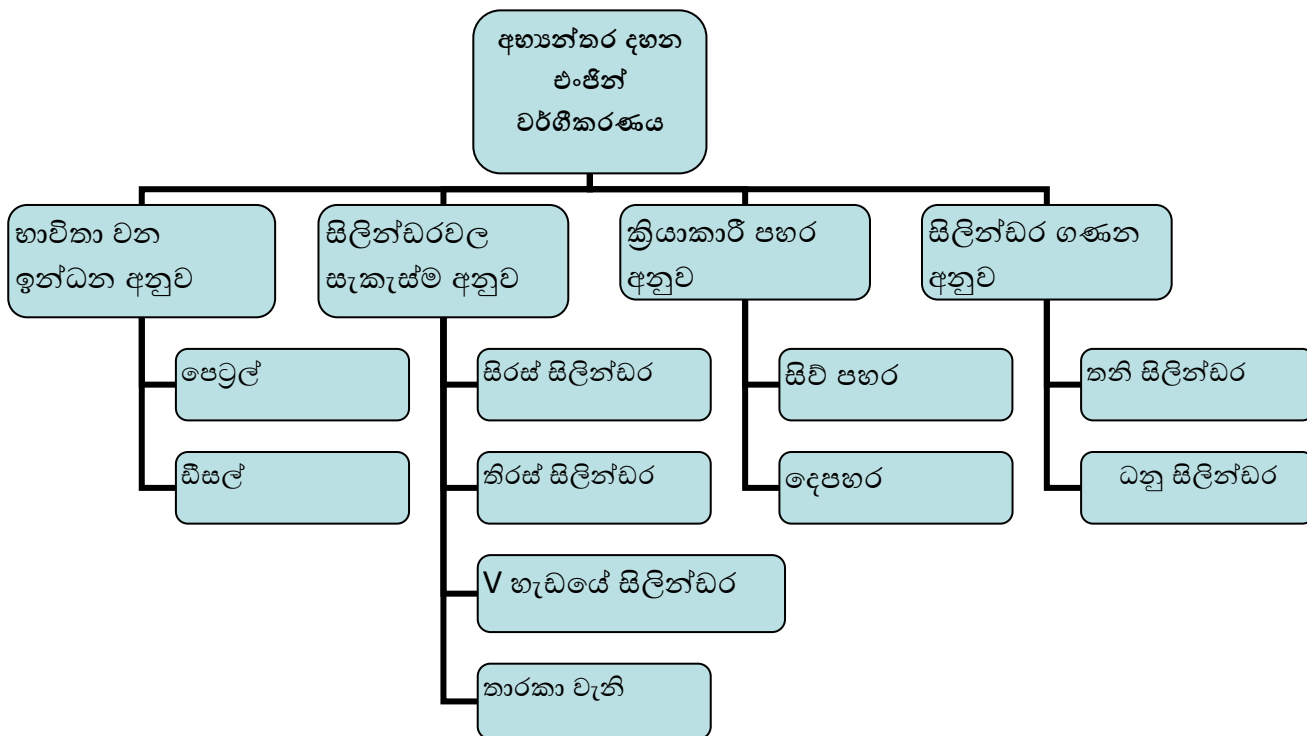 අභ්‍යන්තර දහන
එංජින්
වර්ගීකරණය
භාවිතා වන
ඉන්ධන අනුව
පෙට්‍රල්
ඩීසල්
සිලින්ඩරවල
සැකැස්ම අනුව
සිරස් සිලින්ඩර
තිරස් සිලින්ඩර
V හැඩයේ සිලින්ඩර
තාරකා වැනි
ක්‍රියාකාරී පහර
අනුව
සිව් පහර
දෙපහර
සිලින්ඩර ගණන
අනුව
තනි සිලින්ඩර
ධනු සිලින්ඩර